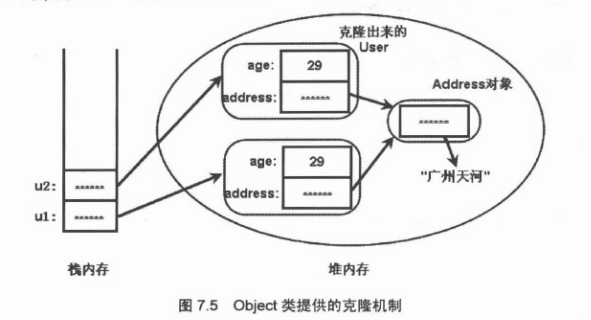 克隆出来的
User
age:
29
address:
******
Address对象
******
age:
29
"广州天河"
u2:
******
address:
******
u1:
******
栈内存
堆内存
图 7.5 Object 类提供的克隆机制